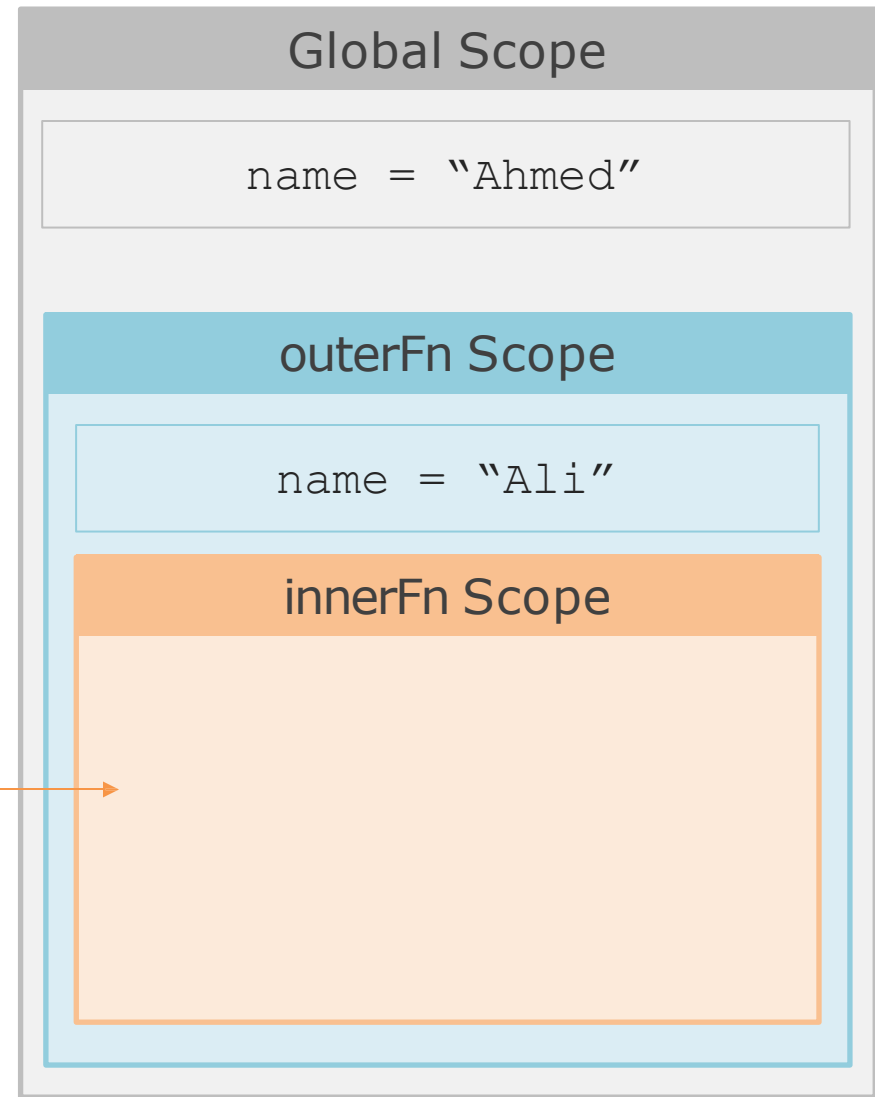 Global Scope
name = “Ahmed”
outerFn Scope
name = “Ali”
innerFn Scope